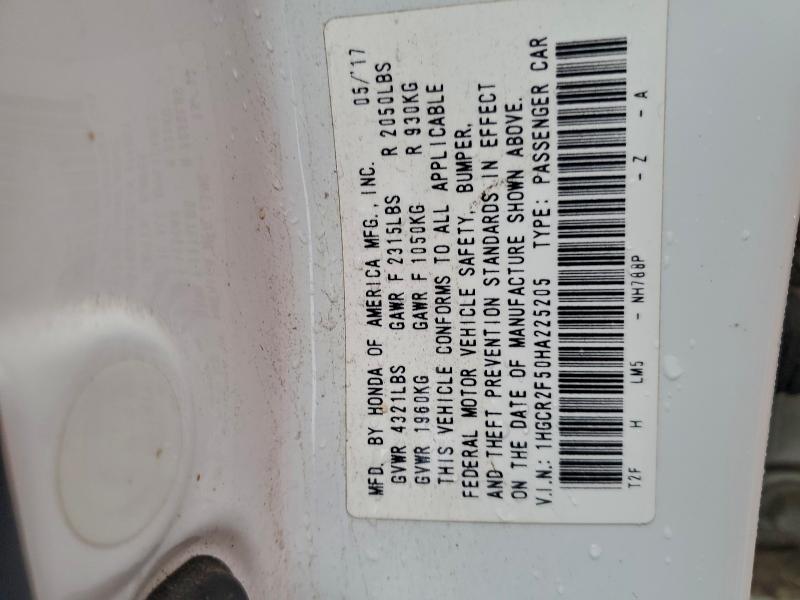 MFD. BY HONDA OF AMERICA MFG., INC. 05/'17
GVWR 4321LBS GAWR F 2315LBS R 2050LBS
GVWR 1960KG GAWR F 1050KG R 930KG
THIS VEHICLE CONFORMS TO ALL APPLICABLE
FEDERAL MOTOR VEHICLE SAFETY, BUMPER,
AND THEFT PREVENTION STANDARDS IN EFFECT
ON THE DATE OF MANUFACTURE SHOWN ABOVE.
V.I.N.: 1HGCR2F50HA225205 TYPE: PASSENGER CAR
T2F H LM5 - NH788P - Z - A